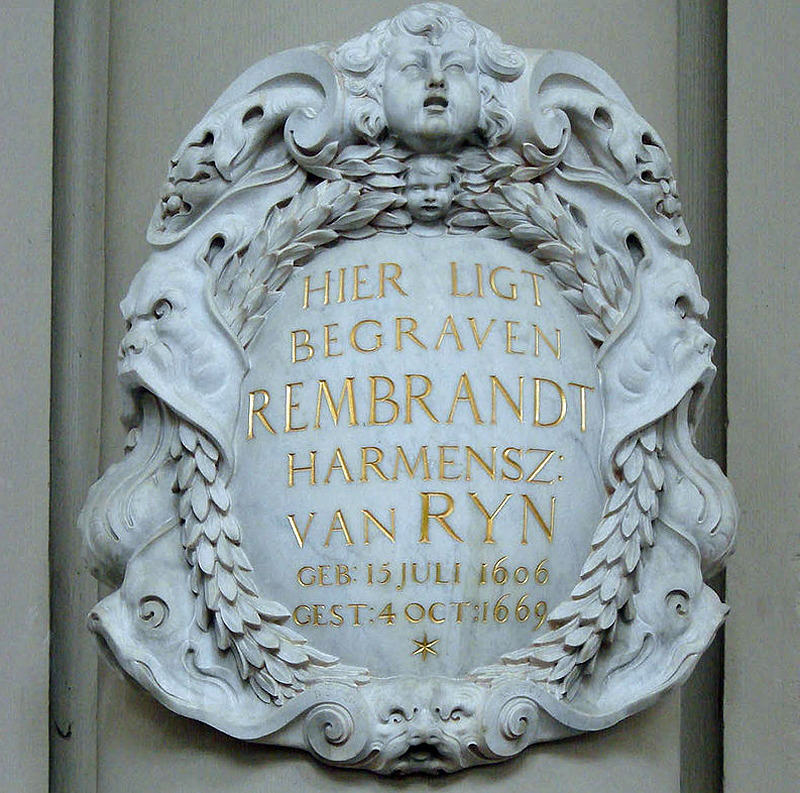 HIER LIGT
BEGRAVEN
REMBRANDT
HARMENSZ:
VAN RYN
GEB: 15 JULI 1606
GEST: 4 OCT: 1669